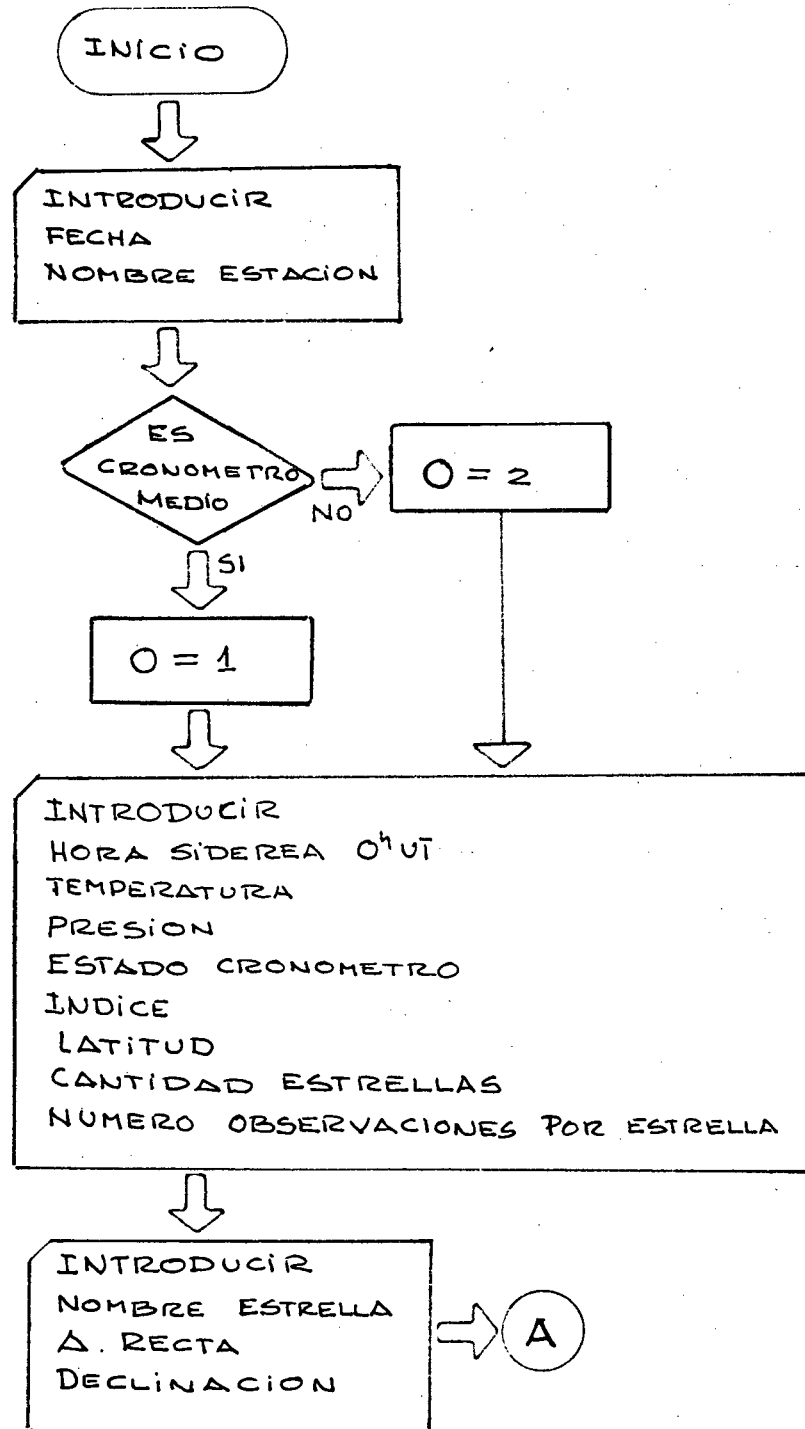 INICIO
INTRODUCIR
FECHA
NOMBRE ESTACION
ES
CRONOMETRO
MEDIO
NO
O = 2
SI
O = 1
INTRODUCIR
HORA SIDEREA Oʰ UT
TEMPERATURA
PRESION
ESTADO CRONOMETRO
INDICE
LATITUD
CANTIDAD ESTRELLAS
NUMERO OBSERVACIONES POR ESTRELLA
INTRODUCIR
NOMBRE ESTRELLA
A. RECTA
DECLINACION
A